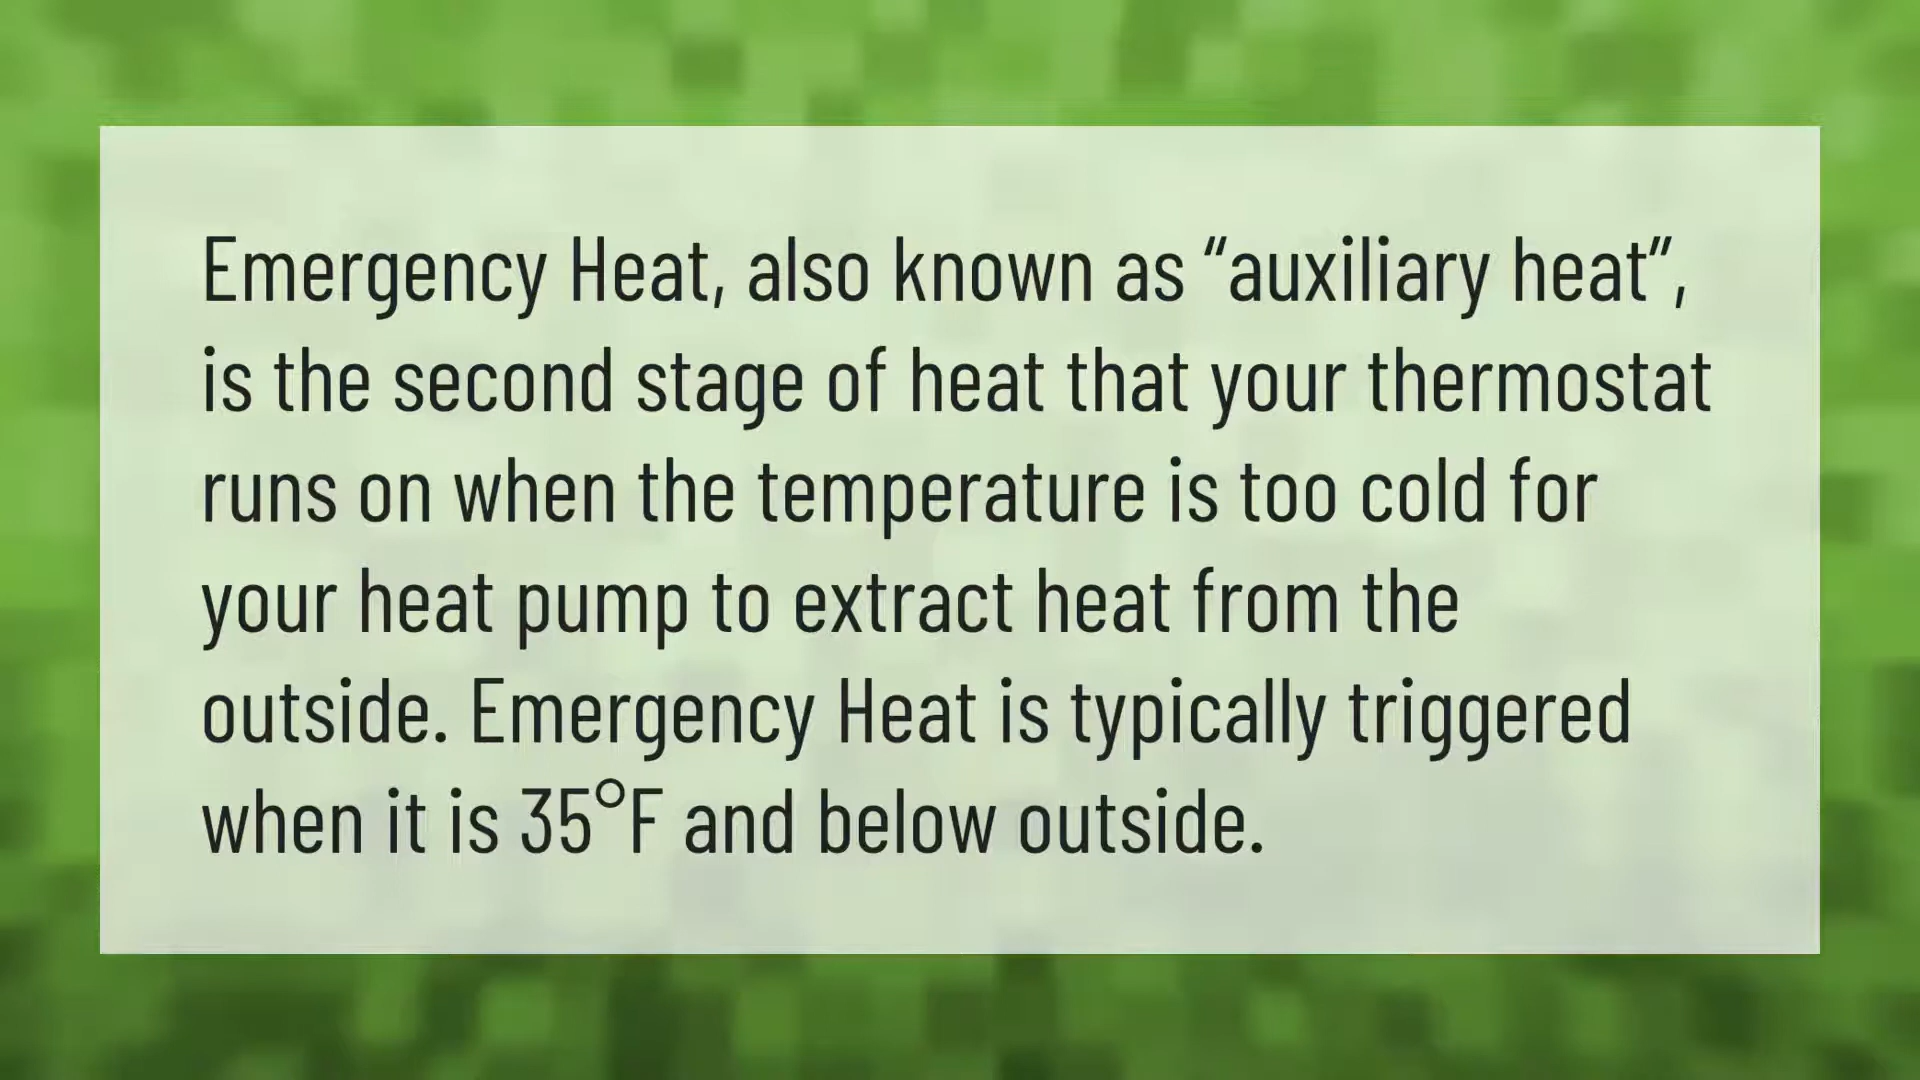 Emergency Heat, also known as “auxiliary heat”,
is the second stage of heat that your thermostat
runs on when the temperature is too cold for
your heat pump to extract heat from the
outside. Emergency Heat is typically triggered
when it is 35°F and below outside.